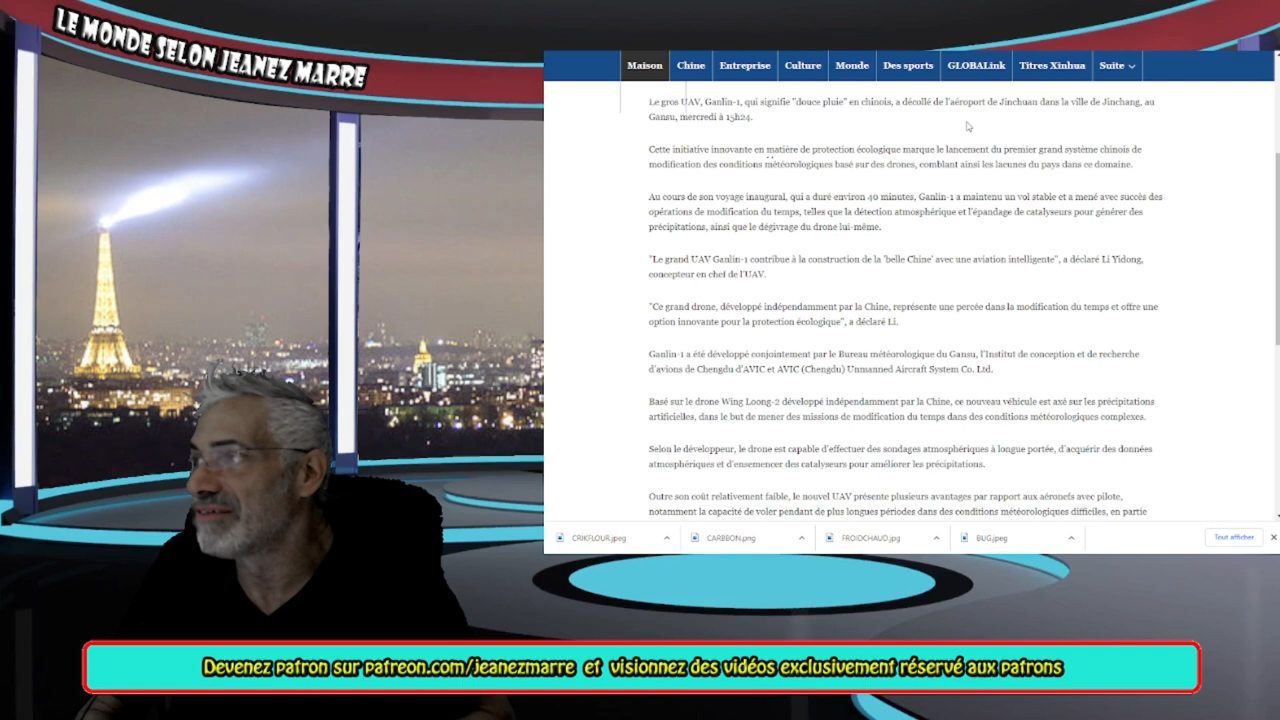 LE MONDE SELON JEANEZ MARRE
Maison Chine Entreprise Culture Monde Des sports GLOBALink Titres Xinhua Suite
Le gros UAV, Ganlin-1, qui signifie "douce pluie" en chinois, a décollé de l'aéroport de Jinchuan dans la ville de Jinchang, au
Gansu, mercredi à 15h24.
Cette initiative innovante en matière de protection écologique marque le lancement du premier grand système chinois de
modification des conditions météorologiques basé sur des drones, comblant ainsi les lacunes du pays dans ce domaine.
Au cours de son voyage inaugural, qui a duré environ 40 minutes, Ganlin-1 a maintenu un vol stable et a mené avec succès des
opérations de modification du temps, telles que la détection atmosphérique et l'épandage de catalyseurs pour générer des
précipitations, ainsi que le dégivrage du drone lui-même.
"Le grand UAV Ganlin-1 contribue à la construction de la 'belle Chine' avec une aviation intelligente", a déclaré Li Yidong,
concepteur en chef de l'UAV.
"Ce grand drone, développé indépendamment par la Chine, représente une percée dans la modification du temps et offre une
option innovante pour la protection écologique", a déclaré Li.
Ganlin-1 a été développé conjointement par le Bureau météorologique du Gansu, l'Institut de conception et de recherche
d'avions de Chengdu d'AVIC et AVIC (Chengdu) Unmanned Aircraft System Co. Ltd.
Basé sur le drone Wing Loong-2 développé indépendamment par la Chine, ce nouveau véhicule est axé sur les précipitations
artificielles, dans le but de mener des missions de modification du temps dans des conditions météorologiques complexes.
Selon le développeur, le drone est capable d'effectuer des sondages atmosphériques à longue portée, d'acquérir des données
atmosphériques et d'ensemencer des catalyseurs pour améliorer les précipitations.
Outre son coût relativement faible, le nouvel UAV présente plusieurs avantages par rapport aux aéronefs avec pilote,
notamment la capacité de voler pendant de plus longues périodes dans des conditions météorologiques difficiles, en partie
CRIKFLOUR.jpeg CARBBON.png FROIDCHAUD.jpg BUG.jpeg Tout afficher
Devenez patron sur patreon.com/jeanezmarre et visionnez des vidéos exclusivement réservé aux patrons